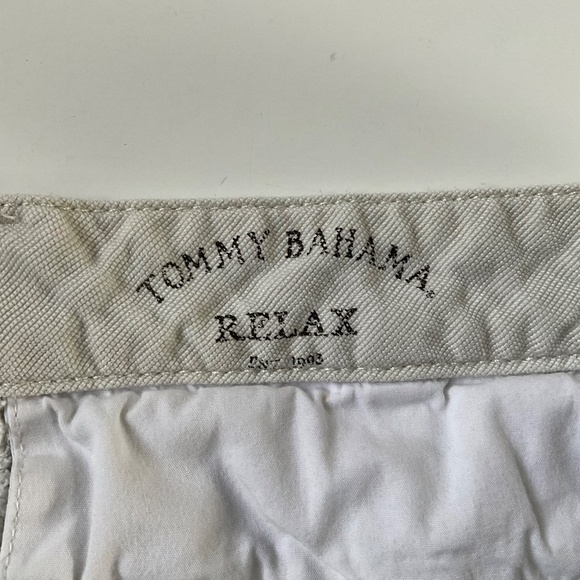 TOMMY BAHAMA.
RELAX
Est. 1993